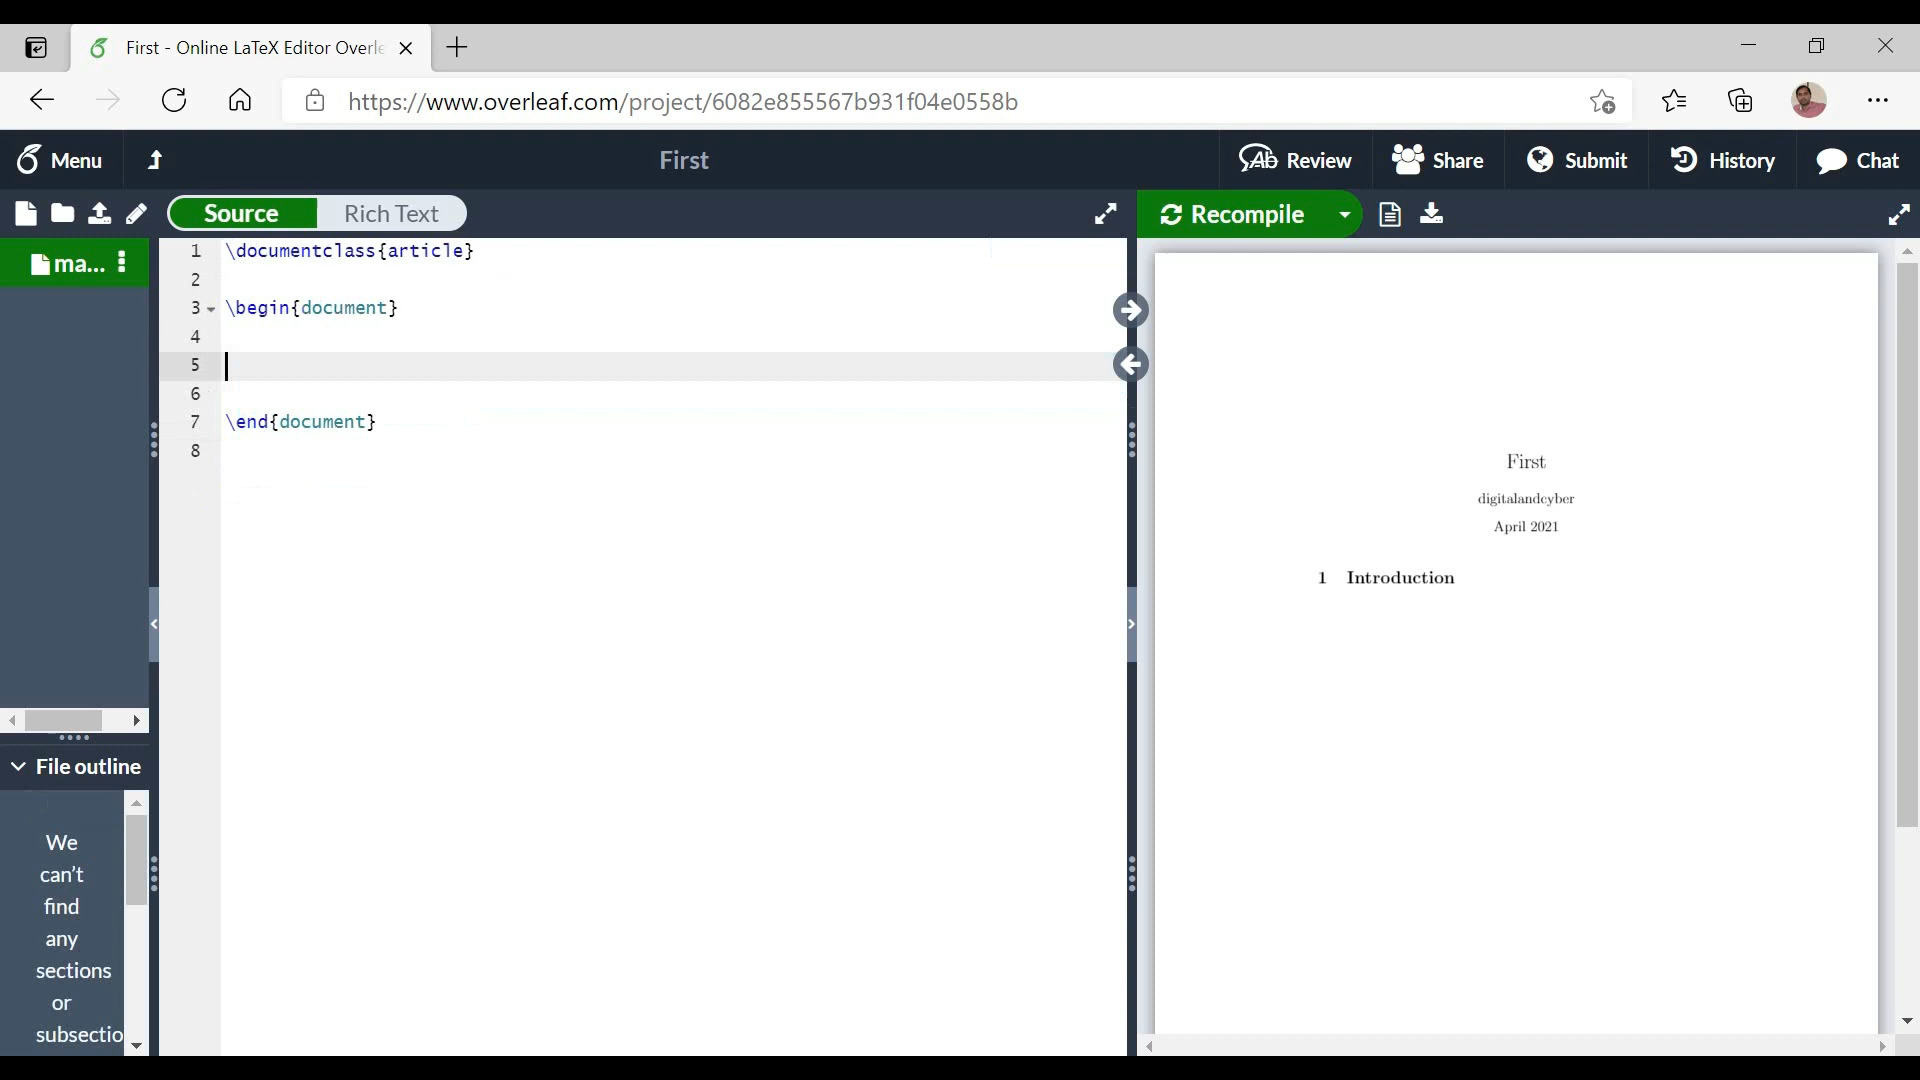 First - Online LaTeX Editor Overle
https://www.overleaf.com/project/6082e855567b931f04e0558b
Menu
First
Review
Share
Submit
History
Chat
Source
Rich Text
Recompile
ma...
1 \documentclass{article}
2
3 \begin{document}
4
5
6
7 \end{document}
8
File outline
We
can't
find
any
sections
or
subsectio
First
digitalandcyber
April 2021
1 Introduction